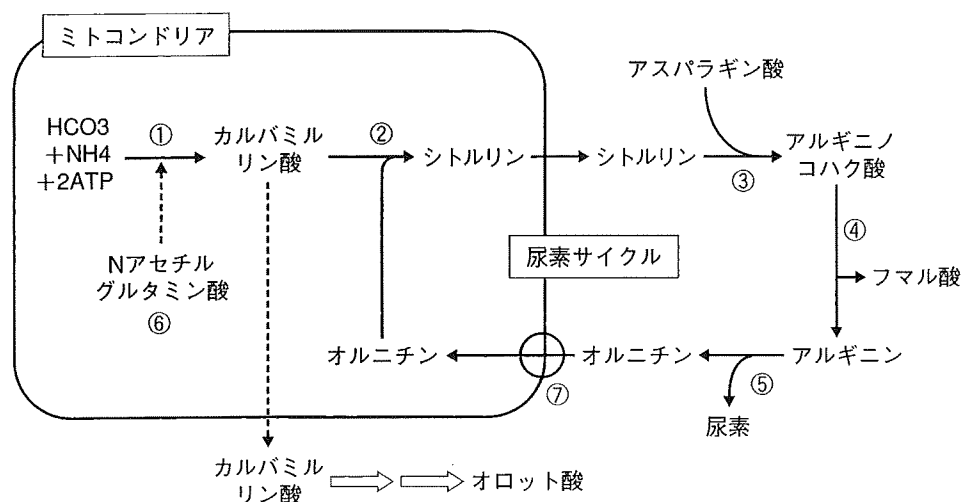 ミトコンドリア
アスパラギン酸
HCO3
+NH4
+2ATP
①
カルバミル
リン酸
②
シトルリン
シトルリン
③
アルギニノ
コハク酸
④
Nアセチル
グルタミン酸
⑥
尿素サイクル
フマル酸
オルニチン
⑦
オルニチン
⑤
アルギニン
尿素
カルバミル
リン酸
オロット酸